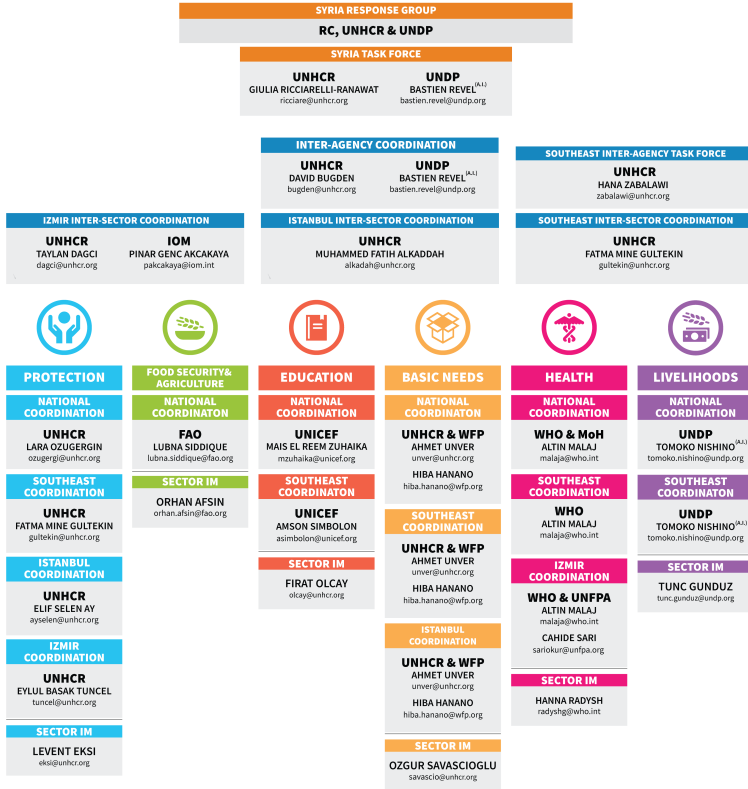 SYRIA RESPONSE GROUP
RC, UNHCR & UNDP
SYRIA TASK FORCE
UNHCR
GIULIA RICCIARELLI-RANAWAT
ricciare@unhcr.org
UNDP
BASTIEN REVEL(A.I.)
bastien.revel@undp.org
INTER-AGENCY COORDINATION
UNHCR
DAVID BUGDEN
bugden@unhcr.org
UNDP
BASTIEN REVEL(A.I.)
bastien.revel@undp.org
SOUTHEAST INTER-AGENCY TASK FORCE
UNHCR
HANA ZABALAWI
zabalawi@unhcr.org
IZMIR INTER-SECTOR COORDINATION
UNHCR
TAYLAN DAGCI
dagci@unhcr.org
IOM
PINAR GENC AKCAKAYA
pakcakaya@iom.int
ISTANBUL INTER-SECTOR COORDINATION
UNHCR
MUHAMMED FATIH ALKADDAH
alkadah@unhcr.org
SOUTHEAST INTER-SECTOR COORDINATION
UNHCR
FATMA MINE GULTEKIN
gultekin@unhcr.org
PROTECTION
NATIONAL
COORDINATION
UNHCR
LARA OZUGERGIN
ozugergi@unhcr.org
SOUTHEAST
COORDINATION
UNHCR
FATMA MINE GULTEKIN
gultekin@unhcr.org
ISTANBUL
COORDINATION
UNHCR
ELIF SELEN AY
ayselen@unhcr.org
IZMIR
COORDINATION
UNHCR
EYLUL BASAK TUNCEL
tuncel@unhcr.org
SECTOR IM
LEVENT EKSI
eksi@unhcr.org
FOOD SECURITY&
AGRICULTURE
NATIONAL
COORDINATON
FAO
LUBNA SIDDIQUE
lubna.siddique@fao.org
SECTOR IM
ORHAN AFSIN
orhan.afsin@fao.org
EDUCATION
NATIONAL
COORDINATION
UNICEF
MAIS EL REEM ZUHAIKA
mzuhaika@unicef.org
SOUTHEAST
COORDINATON
UNICEF
AMSON SIMBOLON
asimbolon@unicef.org
SECTOR IM
FIRAT OLCAY
olcay@unhcr.org
BASIC NEEDS
NATIONAL
COORDINATON
UNHCR & WFP
AHMET UNVER
unver@unhcr.org
HIBA HANANO
hiba.hanano@wfp.org
SOUTHEAST
COORDINATION
UNHCR & WFP
AHMET UNVER
unver@unhcr.org
HIBA HANANO
hiba.hanano@wfp.org
ISTANBUL
COORDINATION
UNHCR & WFP
AHMET UNVER
unver@unhcr.org
HIBA HANANO
hiba.hanano@wfp.org
SECTOR IM
OZGUR SAVASCIOGLU
savascio@unhcr.org
HEALTH
NATIONAL
COORDINATION
WHO & MoH
ALTIN MALAJ
malaja@who.int
SOUTHEAST
COORDINATION
WHO
ALTIN MALAJ
malaja@who.int
IZMIR
COORDINATION
WHO & UNFPA
ALTIN MALAJ
malaja@who.int
CAHIDE SARI
sariokur@unfpa.org
SECTOR IM
HANNA RADYSH
radyshg@who.int
LIVELIHOODS
NATIONAL
COORDINATION
UNDP
TOMOKO NISHINO(A.I.)
tomoko.nishino@undp.org
SOUTHEAST
COORDINATON
UNDP
TOMOKO NISHINO(A.I.)
tomoko.nishino@undp.org
SECTOR IM
TUNC GUNDUZ
tunc.gunduz@undp.org